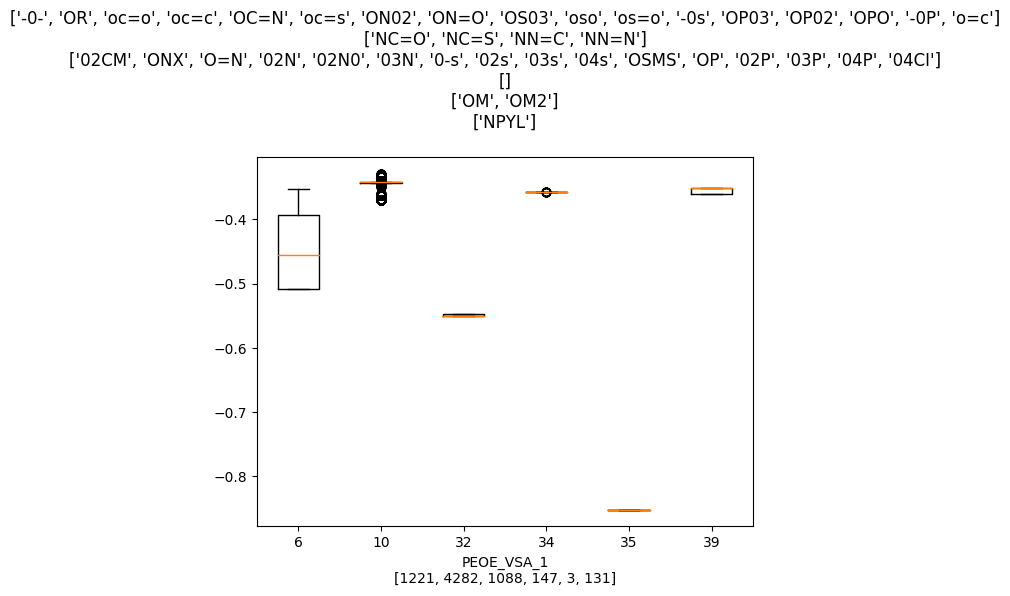 ['-0-', 'OR', 'oc=o', 'oc=c', 'OC=N', 'oc=s', 'ON02', 'ON=O', 'OS03', 'oso', 'os=o', '-0s', 'OP03', 'OP02', 'OPO', '-0P', 'o=c']
['NC=O', 'NC=S', 'NN=C', 'NN=N']
['02CM', 'ONX', 'O=N', '02N', '02N0', '03N', '0-s', '02s', '03s', '04s', 'OSMS', 'OP', '02P', '03P', '04P', '04Cl']
[]
['OM', 'OM2']
['NPYL']
−0.4
−0.5
−0.6
−0.7
−0.8
6 10 32 34 35 39
PEOE_VSA_1
[1221, 4282, 1088, 147, 3, 131]